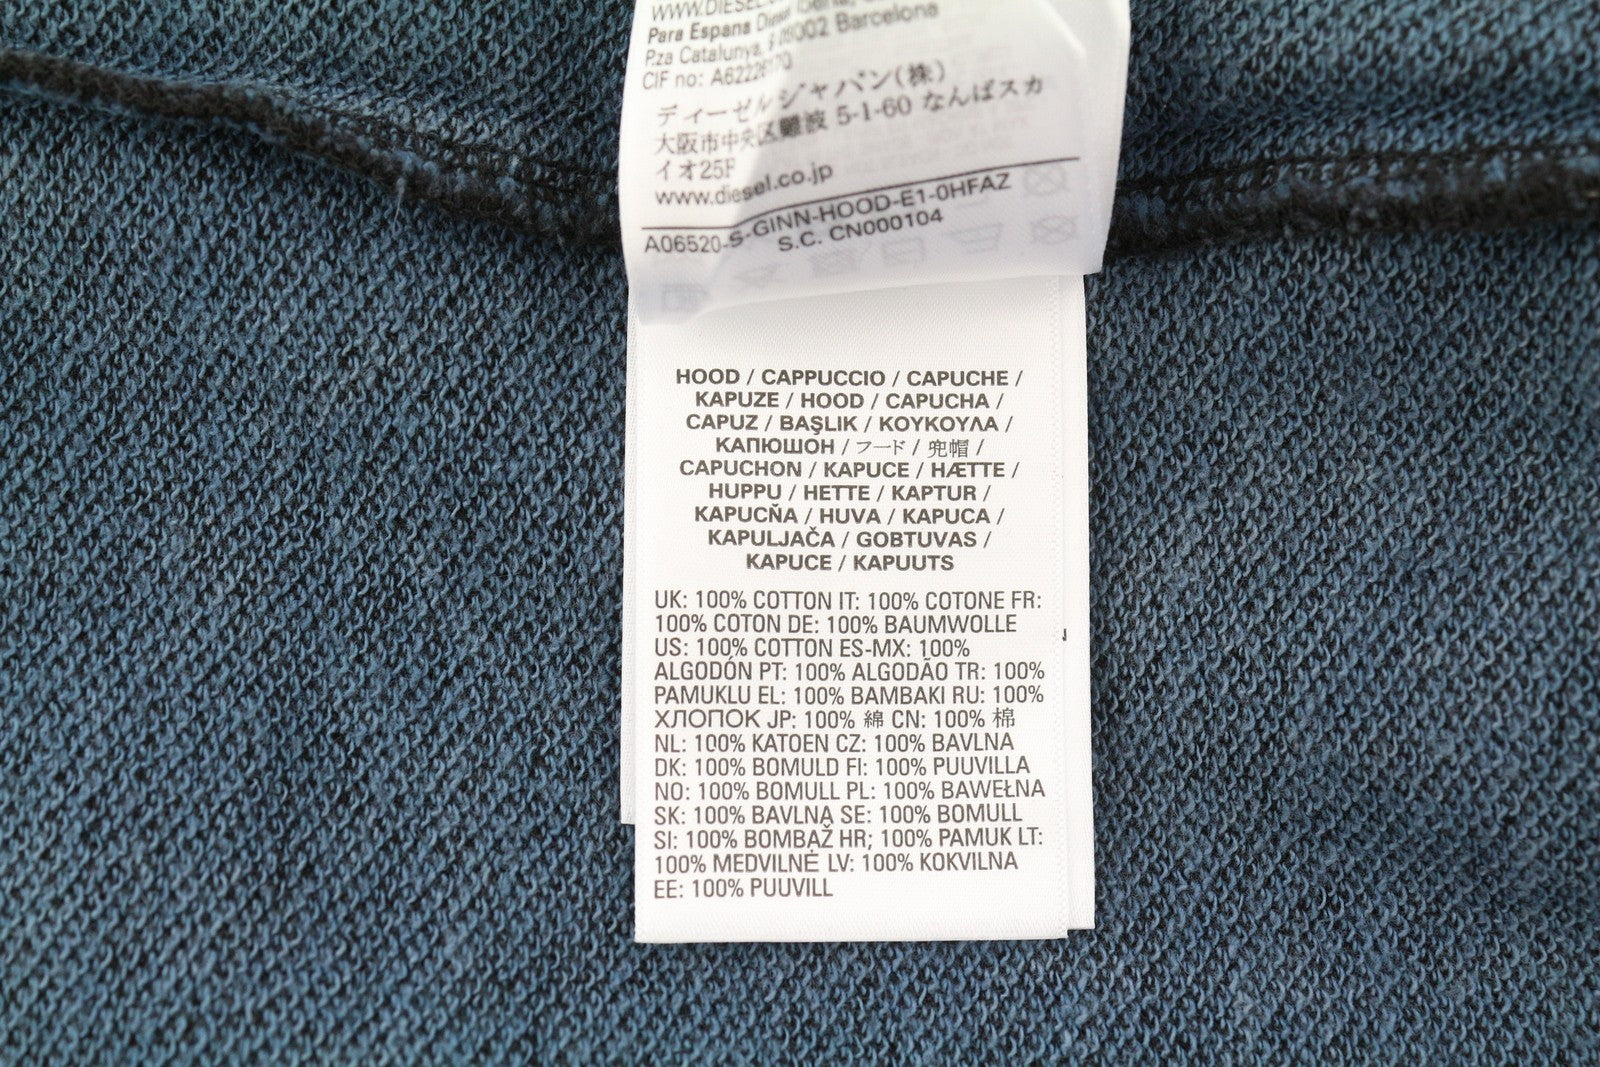 WWW.DIESEL
Para Espana Diesel Iberia,
Pza Catalunya, 08002 Barcelona
CIF no:
ディーゼルジャパン(株)
大阪市中央区難波 5-1-60 なんばスカ
イオ25F
www.diesel.co.jp
A06520-S-GINN-HOOD-E1-0HFAZ
S.C. CN000104
HOOD / CAPPUCCIO / CAPUCHE /
KAPUZE / HOOD / CAPUCHA /
CAPUZ / BAŞLIK / ΚΟΥΚΟΥΛΑ /
КАПЮШОН / フード / 兜帽 /
CAPUCHON / KAPUCE / HÆTTE /
HUPPU / HETTE / KAPTUR /
KAPUCŇA / HUVA / KAPUCA /
KAPULJAČA / GOBTUVAS /
KAPUCE / KAPUUTS
UK: 100% COTTON IT: 100% COTONE FR:
100% COTON DE: 100% BAUMWOLLE
US: 100% COTTON ES-MX: 100%
ALGODÓN PT: 100% ALGODÃO TR: 100%
PAMUKLU EL: 100% ΒΑΜΒΑΚΙ RU: 100%
ХЛОПОК JP: 100% 綿 CN: 100% 棉
NL: 100% KATOEN CZ: 100% BAVLNA
DK: 100% BOMULD FI: 100% PUUVILLA
NO: 100% BOMULL PL: 100% BAWEŁNA
SK: 100% BAVLNĄ SE: 100% BOMULL
SI: 100% BOMBĄŽ HR; 100% PAMUK LT:
100% MEDVILNĖ LV: 100% KOKVILNA
EE: 100% PUUVILL